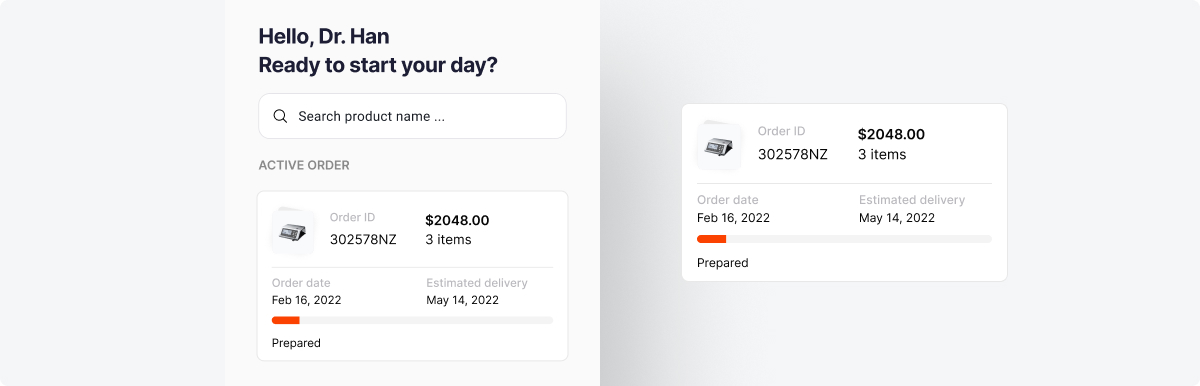 Hello, Dr. Han
Ready to start your day?
Search product name ...
ACTIVE ORDER
Order ID
302578NZ
$2048.00
3 items
Order date
Feb 16, 2022
Estimated delivery
May 14, 2022
Prepared
Order ID
302578NZ
$2048.00
3 items
Order date
Feb 16, 2022
Estimated delivery
May 14, 2022
Prepared